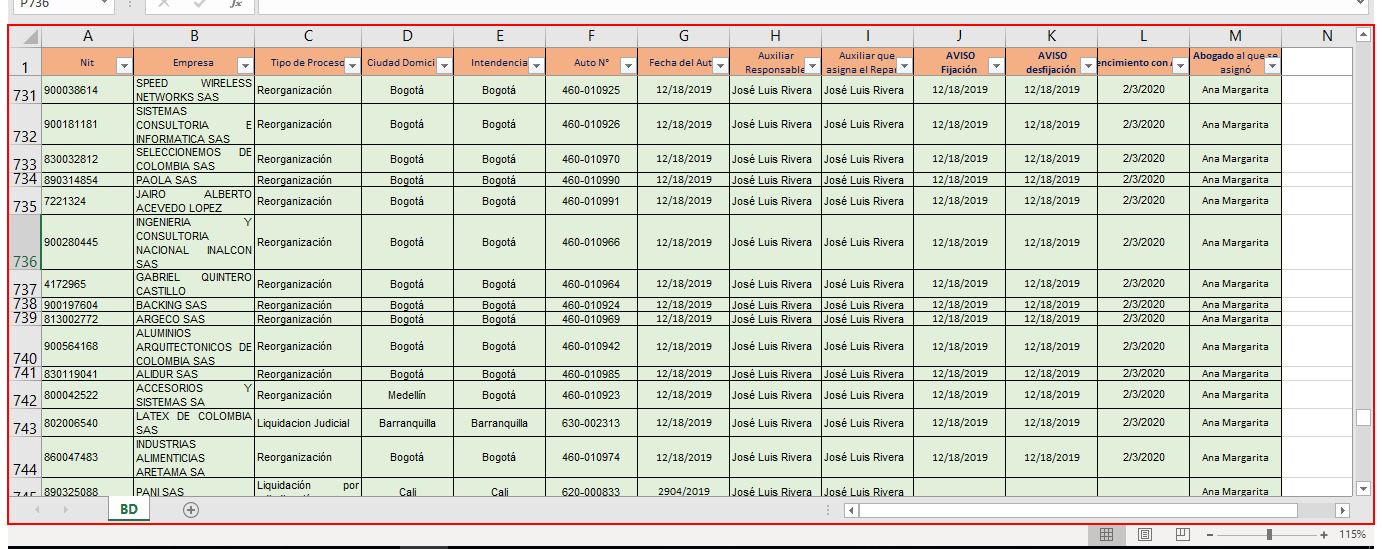 P736 fx
A B C D E F G H I J K L M N
1 Nit Empresa Tipo de Proceso Ciudad Domici Intendencia Auto N° Fecha del Aut Auxiliar Responsable Auxiliar que asigna el Repa AVISO Fijación AVISO desfijación encimiento con Abogado al que se asignó
731 900038614 SPEED WIRELESS NETWORKS SAS Reorganización Bogotá Bogotá 460-010925 12/18/2019 José Luis Rivera José Luis Rivera 12/18/2019 12/18/2019 2/3/2020 Ana Margarita
732 900181181 SISTEMAS CONSULTORIA E INFORMATICA SAS Reorganización Bogotá Bogotá 460-010926 12/18/2019 José Luis Rivera José Luis Rivera 12/18/2019 12/18/2019 2/3/2020 Ana Margarita
733 830032812 SELECCIONEMOS DE COLOMBIA SAS Reorganización Bogotá Bogotá 460-010970 12/18/2019 José Luis Rivera José Luis Rivera 12/18/2019 12/18/2019 2/3/2020 Ana Margarita
734 890314854 PAOLA SAS Reorganización Bogotá Bogotá 460-010990 12/18/2019 José Luis Rivera José Luis Rivera 12/18/2019 12/18/2019 2/3/2020 Ana Margarita
735 7221324 JAIRO ALBERTO ACEVEDO LOPEZ Reorganización Bogotá Bogotá 460-010991 12/18/2019 José Luis Rivera José Luis Rivera 12/18/2019 12/18/2019 2/3/2020 Ana Margarita
736 900280445 INGENIERIA Y CONSULTORIA NACIONAL INALCON SAS Reorganización Bogotá Bogotá 460-010966 12/18/2019 José Luis Rivera José Luis Rivera 12/18/2019 12/18/2019 2/3/2020 Ana Margarita
737 4172965 GABRIEL QUINTERO CASTILLO Reorganización Bogotá Bogotá 460-010964 12/18/2019 José Luis Rivera José Luis Rivera 12/18/2019 12/18/2019 2/3/2020 Ana Margarita
738 900197604 BACKING SAS Reorganización Bogotá Bogotá 460-010924 12/18/2019 José Luis Rivera José Luis Rivera 12/18/2019 12/18/2019 2/3/2020 Ana Margarita
739 813002772 ARGECO SAS Reorganización Bogotá Bogotá 460-010969 12/18/2019 José Luis Rivera José Luis Rivera 12/18/2019 12/18/2019 2/3/2020 Ana Margarita
740 900564168 ALUMINIOS ARQUITECTONICOS DE COLOMBIA SAS Reorganización Bogotá Bogotá 460-010942 12/18/2019 José Luis Rivera José Luis Rivera 12/18/2019 12/18/2019 2/3/2020 Ana Margarita
741 830119041 ALIDUR SAS Reorganización Bogotá Bogotá 460-010985 12/18/2019 José Luis Rivera José Luis Rivera 12/18/2019 12/18/2019 2/3/2020 Ana Margarita
742 800042522 ACCESORIOS Y SISTEMAS SA Reorganización Medellín Bogotá 460-010923 12/18/2019 José Luis Rivera José Luis Rivera 12/18/2019 12/18/2019 2/3/2020 Ana Margarita
743 802006540 LATEX DE COLOMBIA SAS Liquidacion Judicial Barranquilla Barranquilla 630-002313 12/18/2019 José Luis Rivera José Luis Rivera 12/18/2019 12/18/2019 2/3/2020 Ana Margarita
744 860047483 INDUSTRIAS ALIMENTICIAS ARETAMA SA Reorganización Bogotá Bogotá 460-010974 12/18/2019 José Luis Rivera José Luis Rivera 12/18/2019 12/18/2019 2/3/2020 Ana Margarita
745 890325088 PANI SAS Liquidación por Cali Cali 620-000833 2904/2019 José Luis Rivera José Luis Rivera Ana Margarita
BD
115%